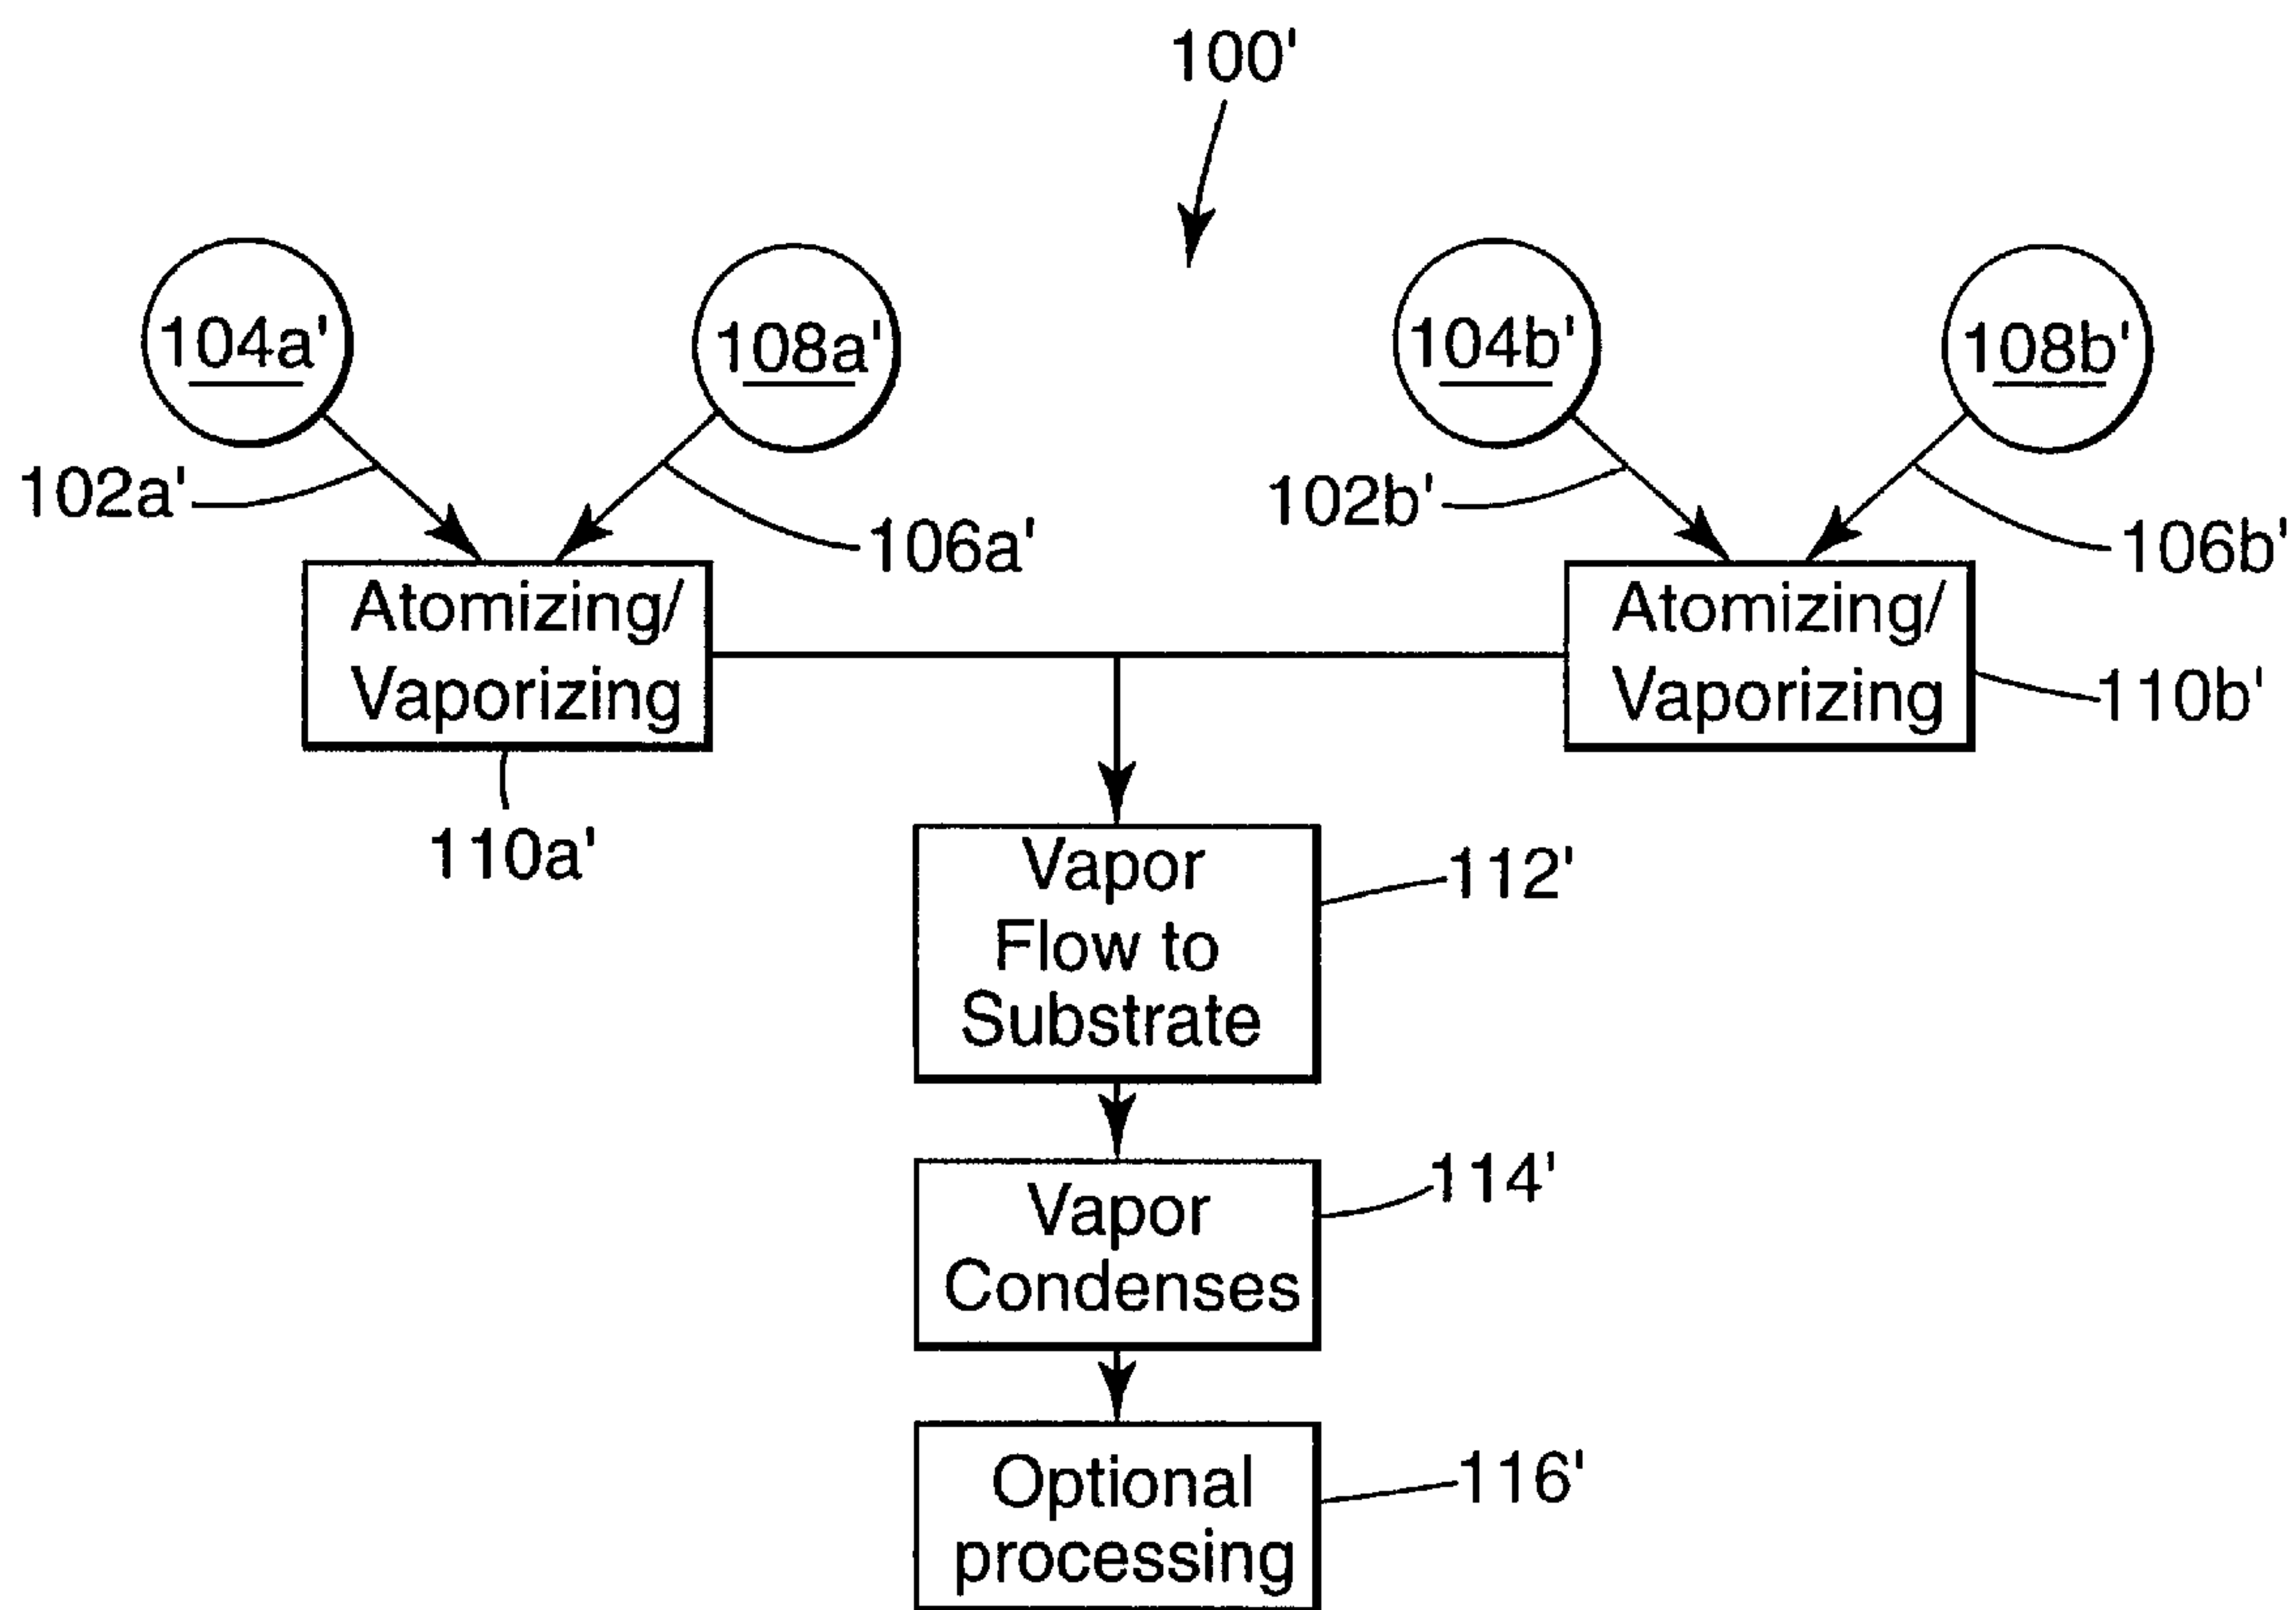 100'
104a'
108a'
104b'
108b'
102a'
106a'
102b'
106b'
Atomizing/
Vaporizing
Atomizing/
Vaporizing
110b'
110a'
Vapor
Flow to
Substrate
112'
Vapor
Condenses
114'
Optional
processing
116'